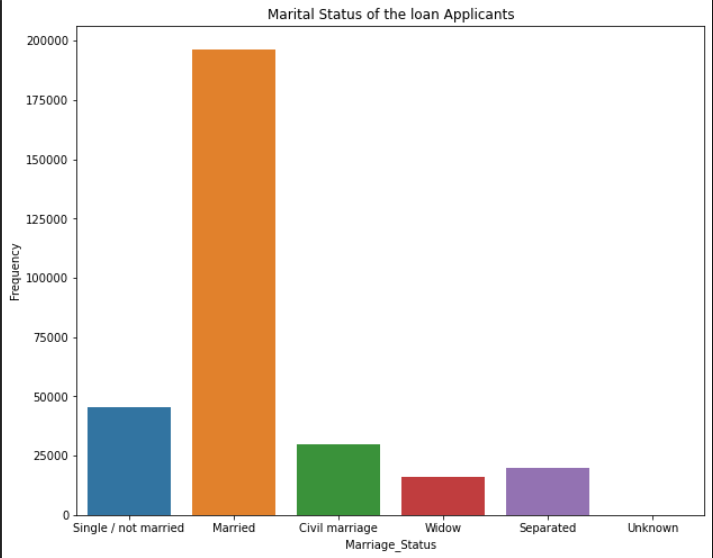 Marital Status of the loan Applicants
200000
175000
150000
125000
100000
75000
50000
25000
0
Frequency
Single / not married Married Civil marriage Widow Separated Unknown
Marriage_Status